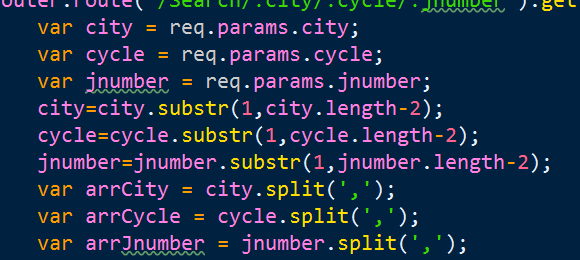 outer.route('/Search/:city/:cycle/:jnumber').get
var city = req.params.city;
var cycle = req.params.cycle;
var jnumber = req.params.jnumber;
city=city.substr(1,city.length-2);
cycle=cycle.substr(1,cycle.length-2);
jnumber=jnumber.substr(1,jnumber.length-2);
var arrCity = city.split(',');
var arrCycle = cycle.split(',');
var arrJnumber = jnumber.split(',');